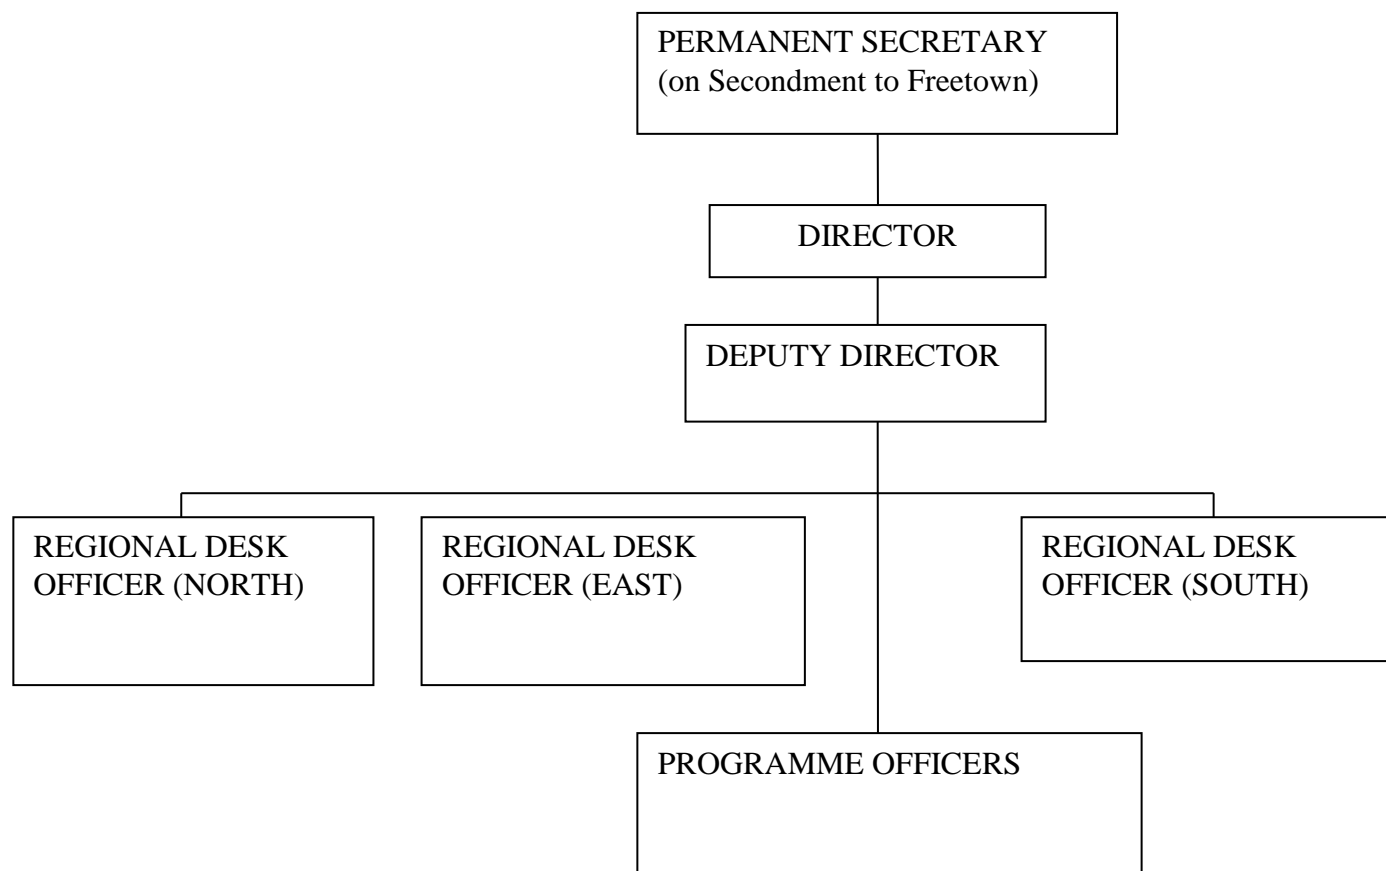 PERMANENT SECRETARY
(on Secondment to Freetown)
DIRECTOR
DEPUTY DIRECTOR
REGIONAL DESK
OFFICER (NORTH)
REGIONAL DESK
OFFICER (EAST)
REGIONAL DESK
OFFICER (SOUTH)
PROGRAMME OFFICERS